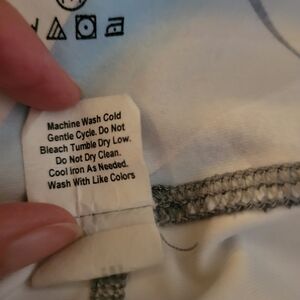 Machine Wash Cold
Gentle Cycle. Do Not
Bleach Tumble Dry Low.
Do Not Dry Clean.
Cool Iron As Needed.
Wash With Like Colors